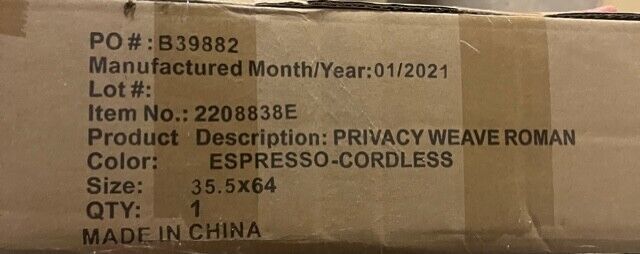 PO #: B39882
Manufactured Month/Year: 01/2021
Lot #:
Item No.: 2208838E
Product Description: PRIVACY WEAVE ROMAN
Color: ESPRESSO-CORDLESS
Size: 35.5x64
QTY: 1
MADE IN CHINA